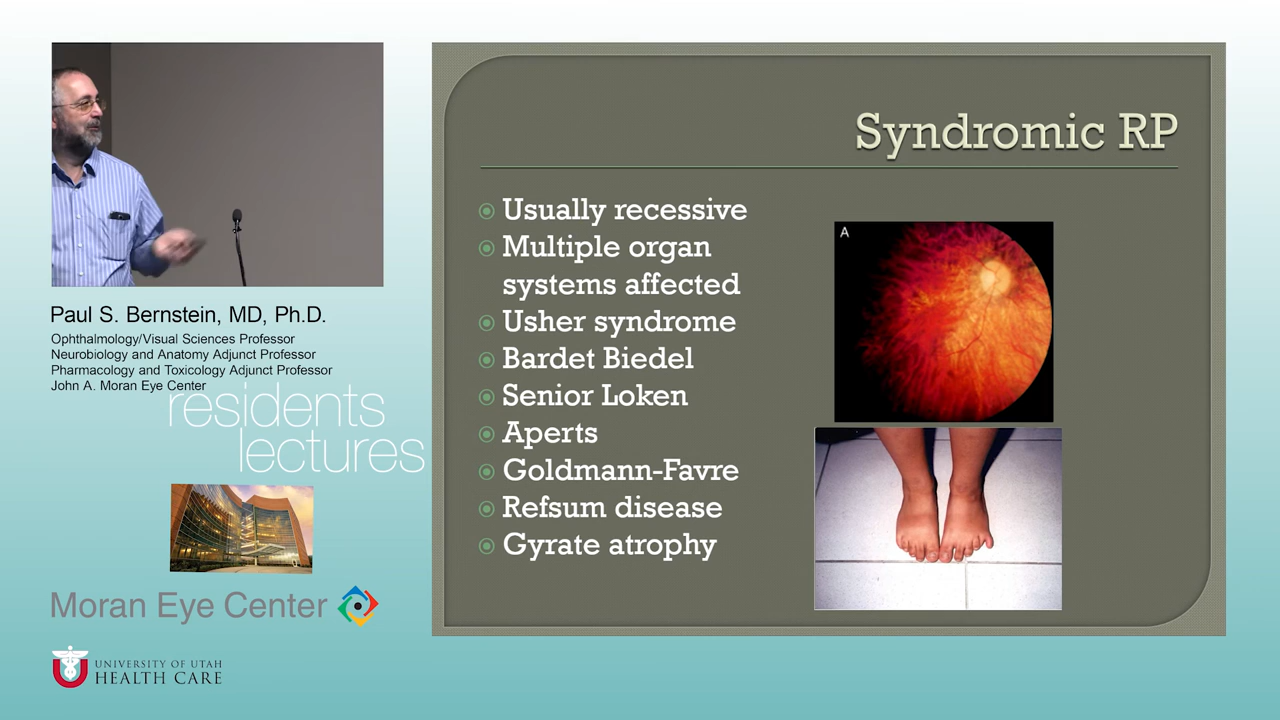 Paul S. Bernstein, MD, Ph.D.
Ophthalmology/Visual Sciences Professor
Neurobiology and Anatomy Adjunct Professor
Pharmacology and Toxicology Adjunct Professor
John A. Moran Eye Center
residents
lectures
Moran Eye Center
UNIVERSITY OF UTAH
HEALTH CARE
Syndromic RP
Usually recessive
Multiple organ
systems affected
Usher syndrome
Bardet Biedel
Senior Loken
Aperts
Goldmann-Favre
Refsum disease
Gyrate atrophy
A